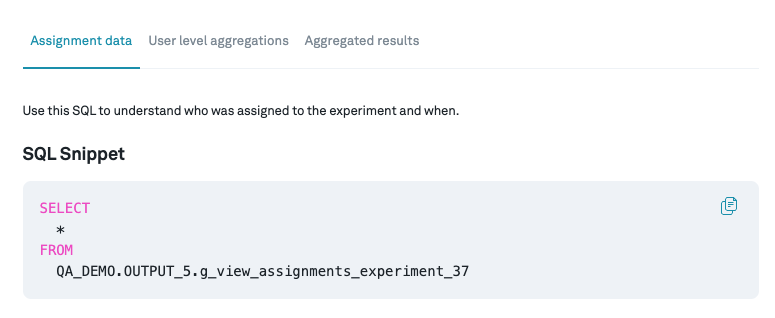 Assignment data User level aggregations Aggregated results
Use this SQL to understand who was assigned to the experiment and when.
SQL Snippet
SELECT
*
FROM
QA_DEMO.OUTPUT_5.g_view_assignments_experiment_37